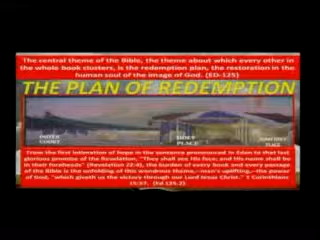 The central theme of the Bible, the theme about which every other in
the whole book clusters, is the redemption plan, the restoration in the
human soul of the image of God. (ED-125)
THE PLAN OF REDEMPTION
OUTER
COURT
HOLY
PLACE
MOST HOLY
PLACE
From the first intimation of hope in the sentence pronounced in Eden to that last
glorious promise of the Revelation, "They shall see His face; and His name shall be
in their foreheads" (Revelation 22:4), the burden of every book and every passage
of the Bible is the unfolding of this wondrous theme,—man's uplifting,—the power
of God, "which giveth us the victory through our Lord Jesus Christ." 1 Corinthians
15:57. (Ed 125.2)